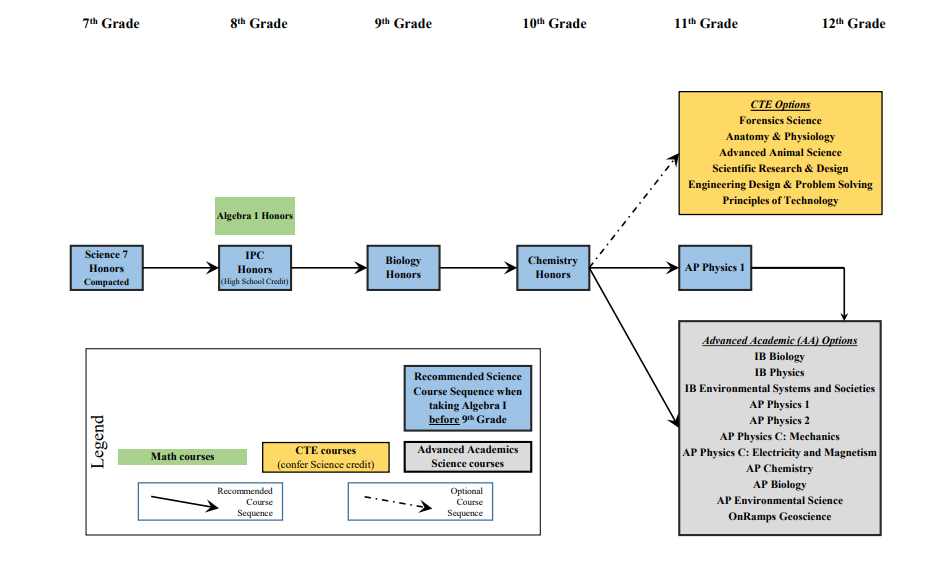 7th Grade
8th Grade
9th Grade
10th Grade
11th Grade
12th Grade
CTE Options
Forensics Science
Anatomy & Physiology
Advanced Animal Science
Scientific Research & Design
Engineering Design & Problem Solving
Principles of Technology
Algebra 1 Honors
Science 7
Honors
Compacted
IPC
Honors
(High School Credit)
Biology
Honors
Chemistry
Honors
AP Physics 1
Advanced Academic (AA) Options
IB Biology
IB Physics
IB Environmental Systems and Societies
AP Physics 1
AP Physics 2
AP Physics C: Mechanics
AP Physics C: Electricity and Magnetism
AP Chemistry
AP Biology
AP Environmental Science
OnRamps Geoscience
Legend
Recommended Science
Course Sequence when
taking Algebra I
before 9th Grade
Math courses
CTE courses
(confer Science credit)
Advanced Academics
Science courses
Recommended
Course
Sequence
Optional
Course
Sequence